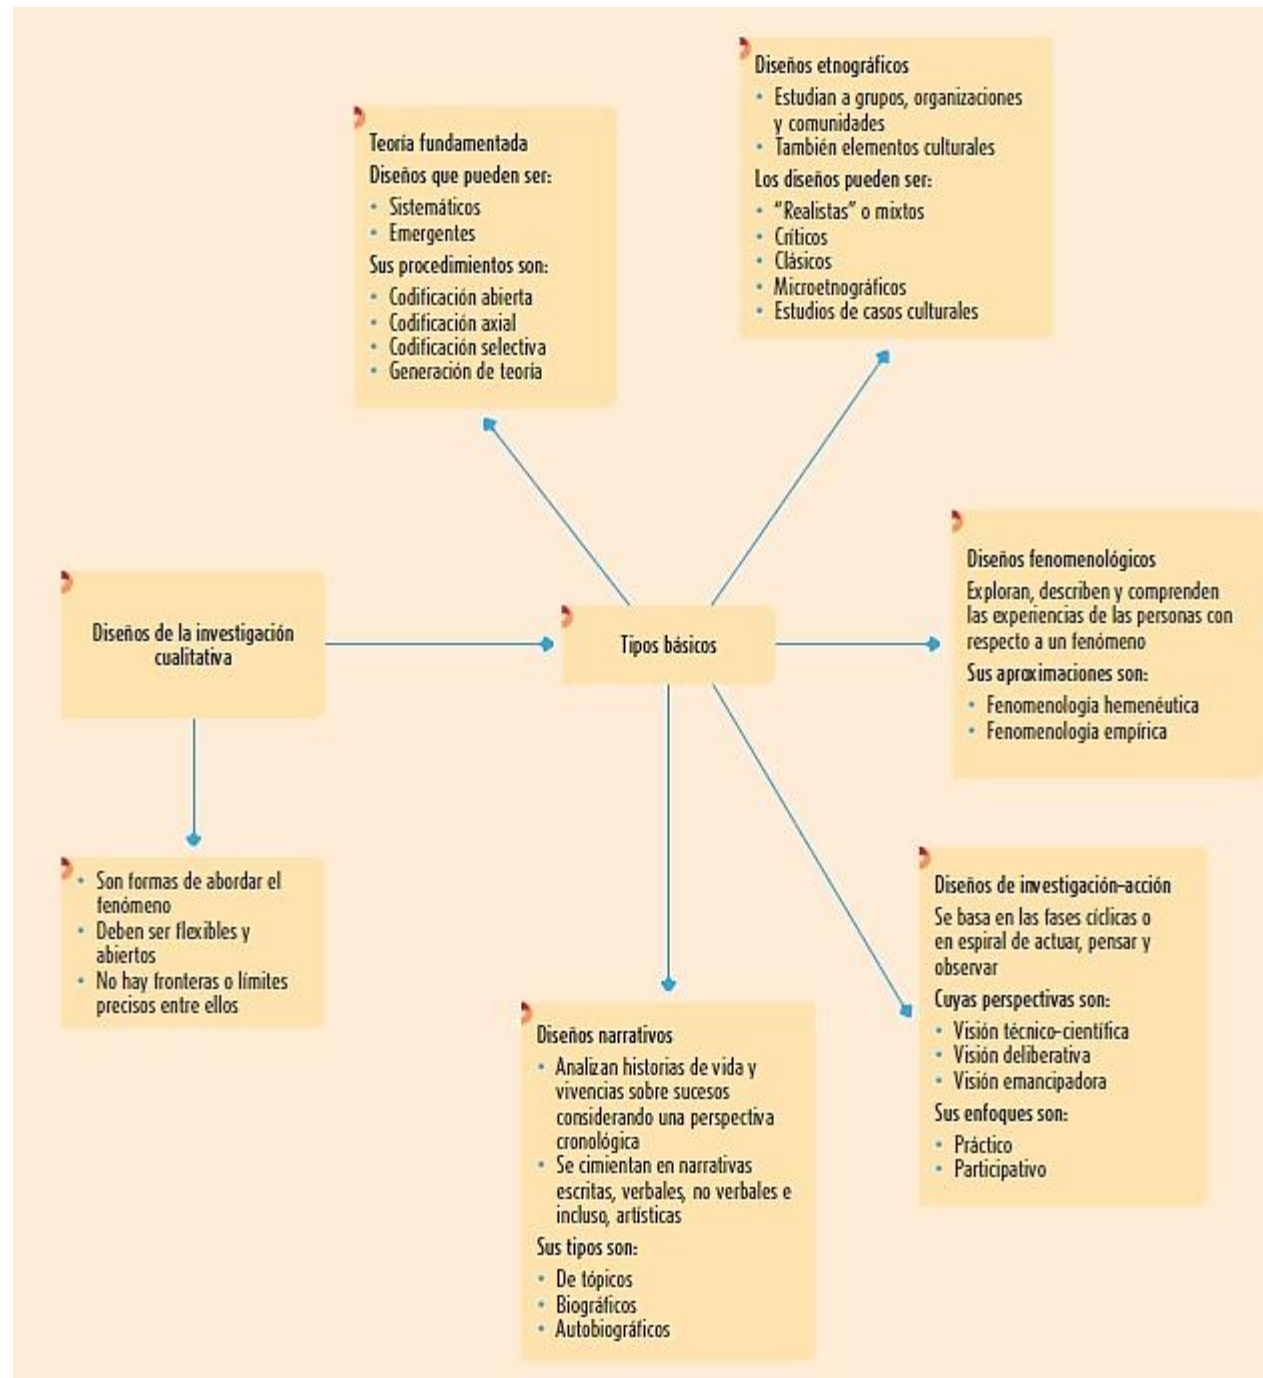 Diseños de la investigación
cualitativa
• Son formas de abordar el
fenómeno
• Deben ser flexibles y
abiertos
• No hay fronteras o límites
precisos entre ellos
Tipos básicos
Teoría fundamentada
Diseños que pueden ser:
• Sistemáticos
• Emergentes
Sus procedimientos son:
• Codificación abierta
• Codificación axial
• Codificación selectiva
• Generación de teoría
Diseños etnográficos
• Estudian a grupos, organizaciones
y comunidades
• También elementos culturales
Los diseños pueden ser:
• “Realistas” o mixtos
• Críticos
• Clásicos
• Microetnográficos
• Estudios de casos culturales
Diseños fenomenológicos
Exploran, describen y comprenden
las experiencias de las personas con
respecto a un fenómeno
Sus aproximaciones son:
• Fenomenología hemenéutica
• Fenomenología empírica
Diseños de investigación-acción
Se basa en las fases cíclicas o
en espiral de actuar, pensar y
observar
Cuyas perspectivas son:
• Visión técnico-científica
• Visión deliberativa
• Visión emancipadora
Sus enfoques son:
• Práctico
• Participativo
Diseños narrativos
• Analizan historias de vida y
vivencias sobre sucesos
considerando una perspectiva
cronológica
• Se cimientan en narrativas
escritas, verbales, no verbales e
incluso, artísticas
Sus tipos son:
• De tópicos
• Biográficos
• Autobiográficos